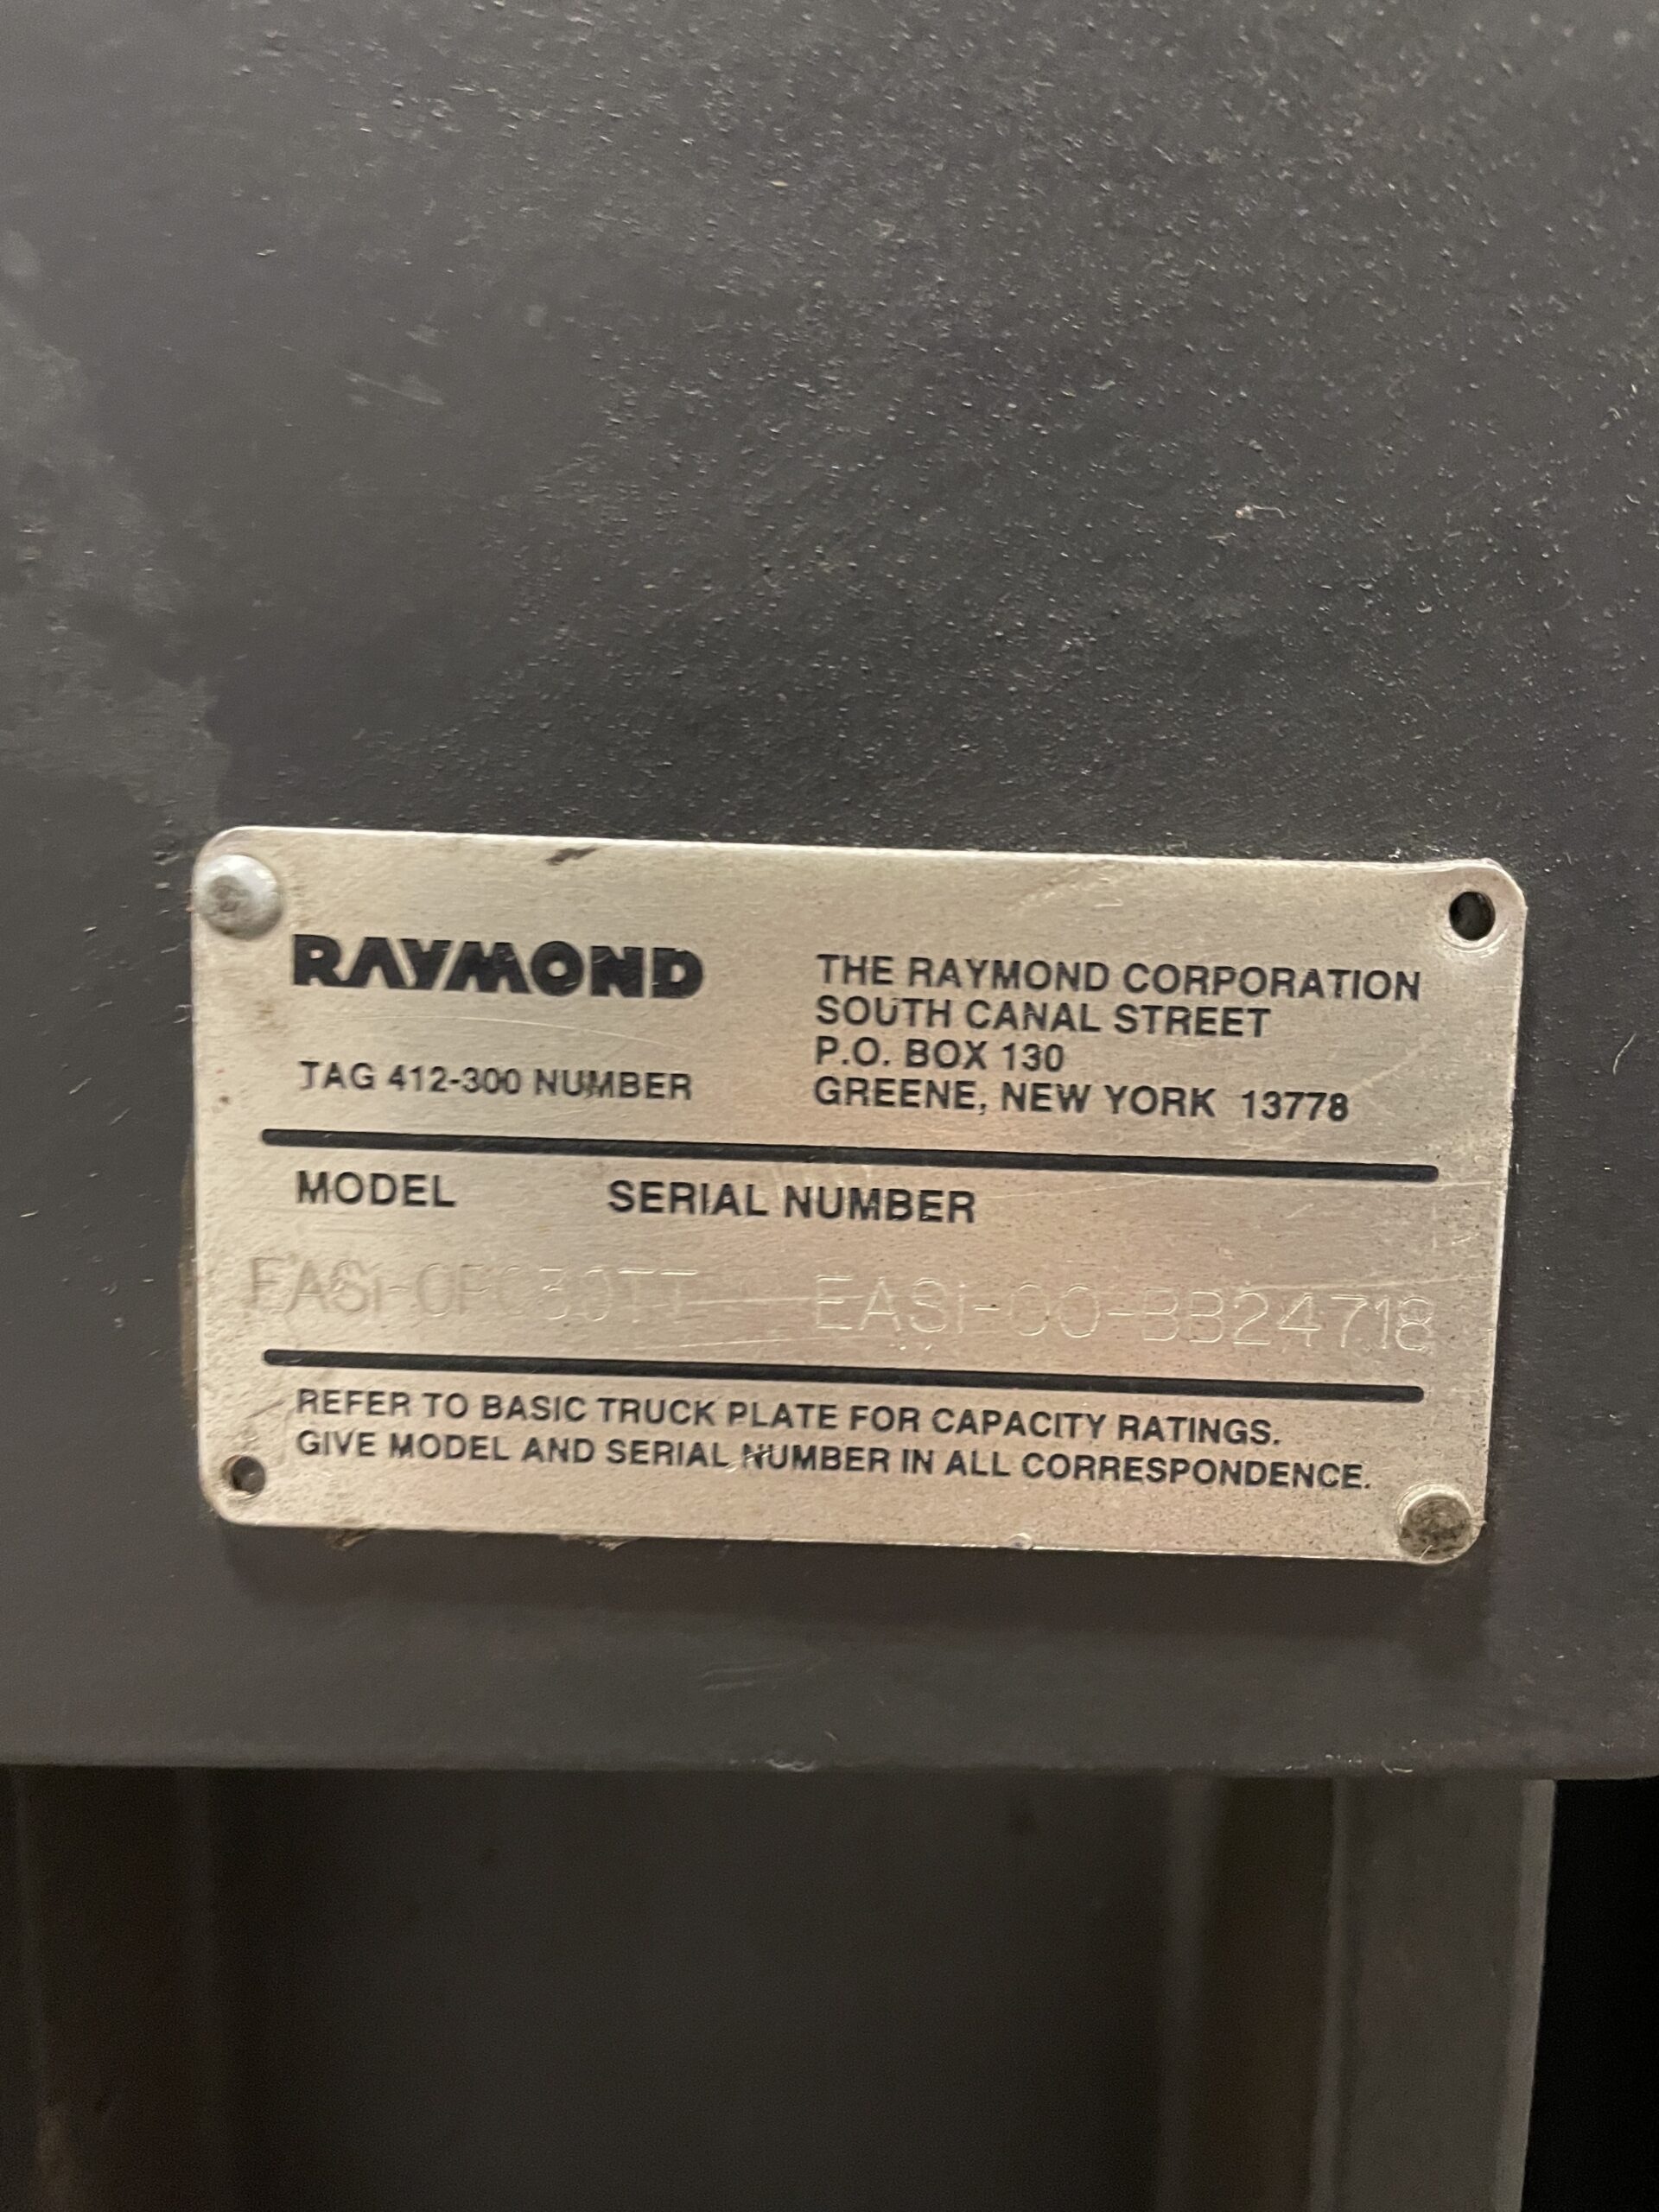 RAYMOND
THE RAYMOND CORPORATION
SOUTH CANAL STREET
P.O. BOX 130
GREENE, NEW YORK 13778
TAG 412-300 NUMBER
MODEL SERIAL NUMBER
EASi-OPC30TT EASi-00-BB24718
REFER TO BASIC TRUCK PLATE FOR CAPACITY RATINGS.
GIVE MODEL AND SERIAL NUMBER IN ALL CORRESPONDENCE.